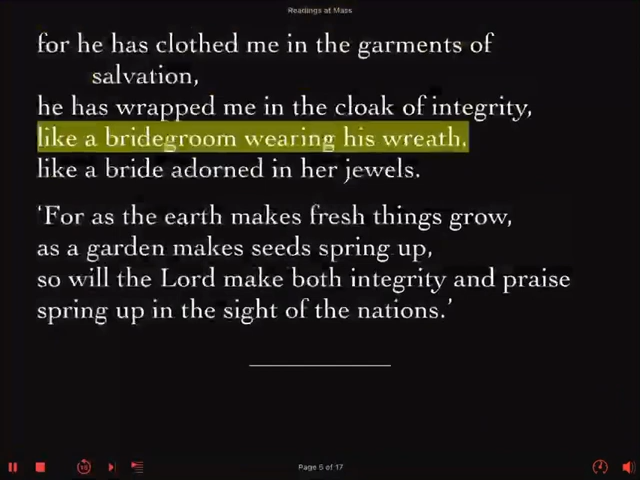 Readings at Mass
for he has clothed me in the garments of
salvation,
he has wrapped me in the cloak of integrity,
like a bridegroom wearing his wreath,
like a bride adorned in her jewels.
‘For as the earth makes fresh things grow,
as a garden makes seeds spring up,
so will the Lord make both integrity and praise
spring up in the sight of the nations.’
Page 5 of 17